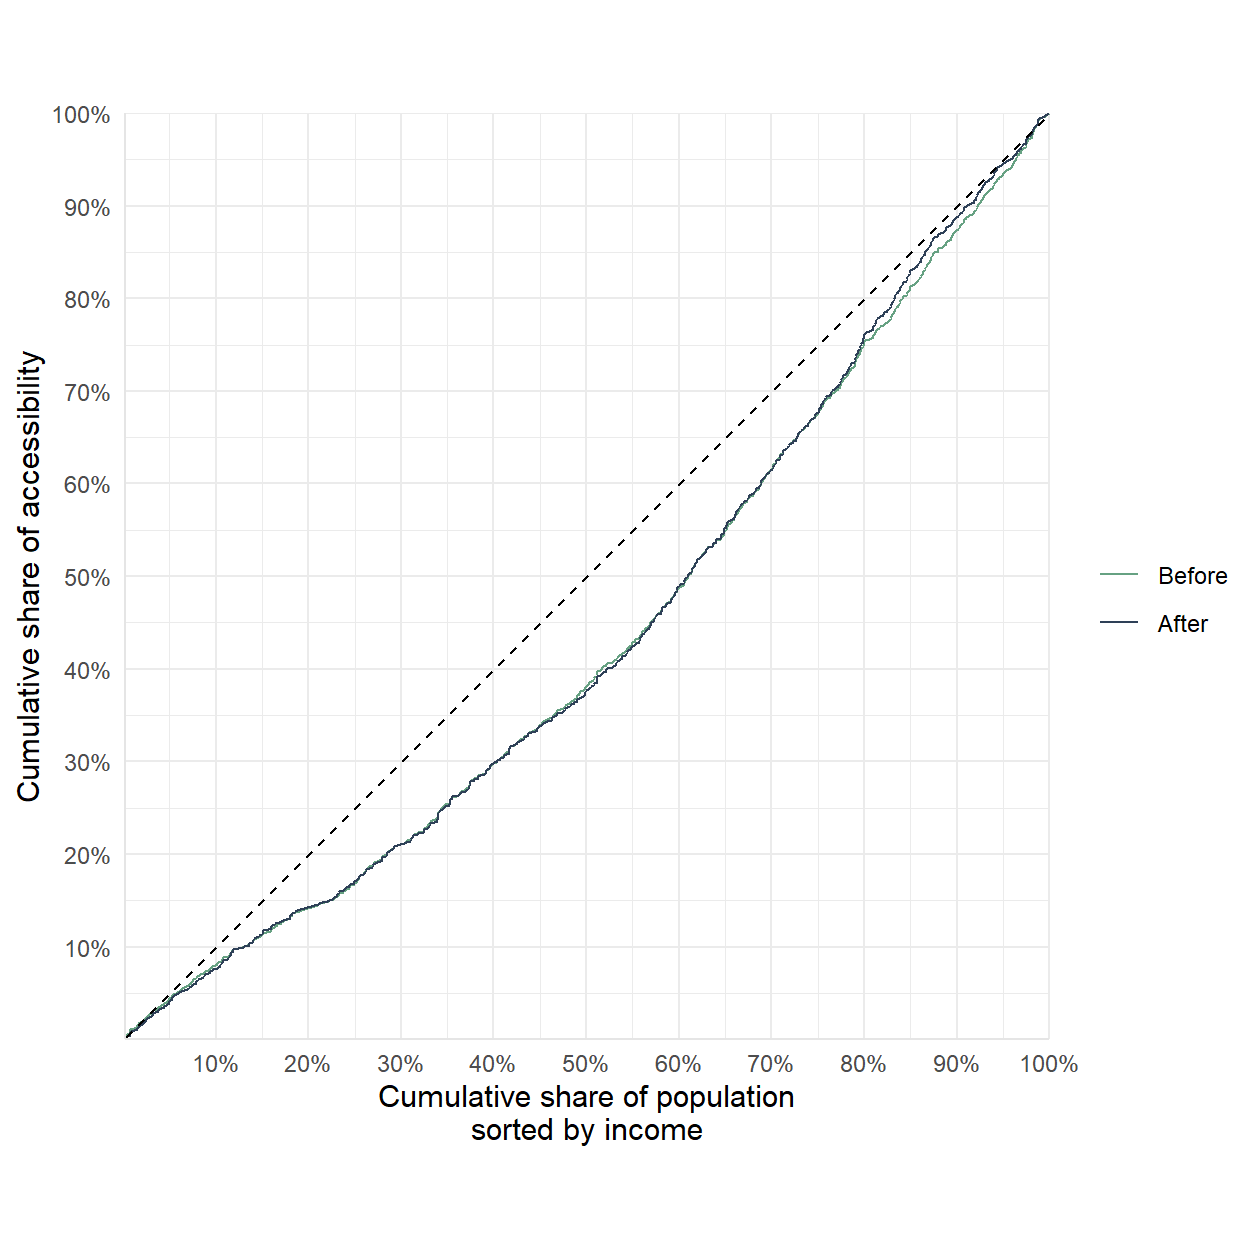 100%
90%
80%
70%
60%
50%
40%
30%
20%
10%
Cumulative share of accessibility
10% 20% 30% 40% 50% 60% 70% 80% 90% 100%
Cumulative share of population
sorted by income
Before
After